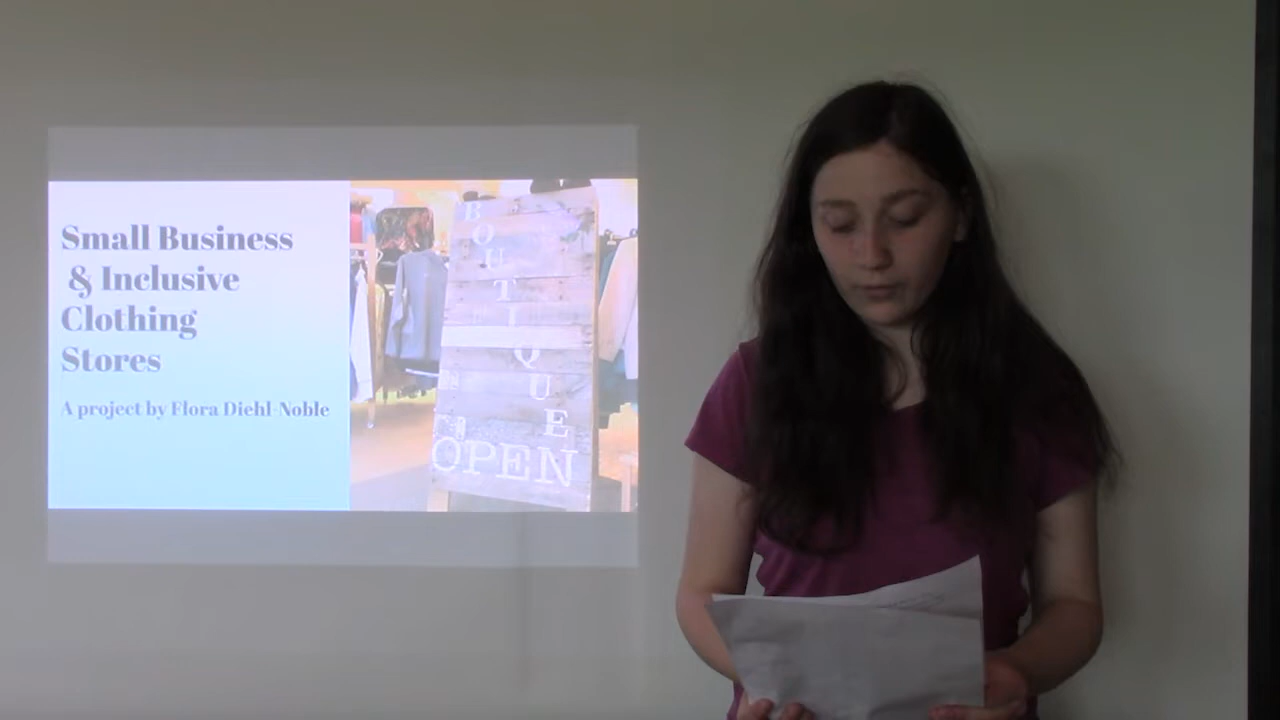 Small Business
& Inclusive
Clothing
Stores
A project by Flora Diehl-Noble
BOUTIQUE
OPEN